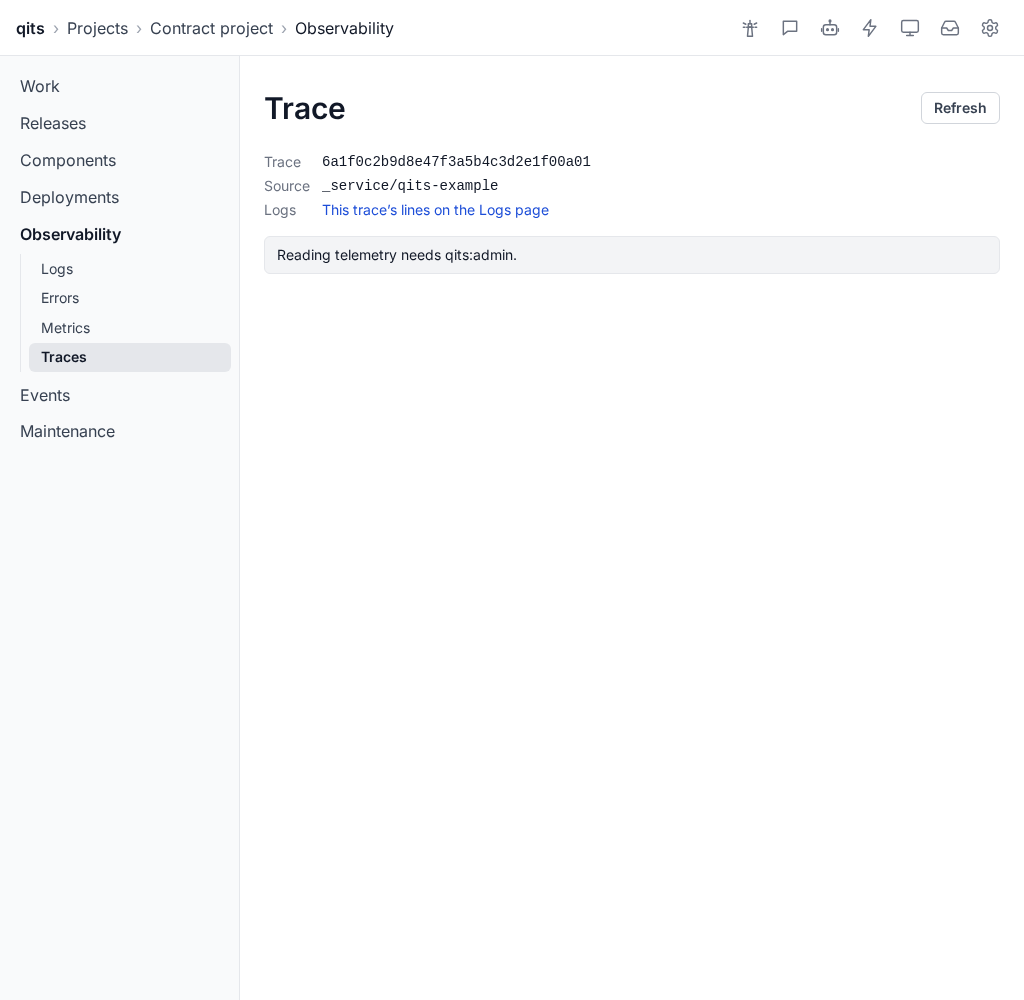 qits › Projects › Contract project › Observability
Work
Releases
Components
Deployments
Observability
Logs
Errors
Metrics
Traces
Events
Maintenance
Trace
Refresh
Trace 6a1f0c2b9d8e47f3a5b4c3d2e1f00a01
Source _service/qits-example
Logs This trace’s lines on the Logs page
Reading telemetry needs qits:admin.